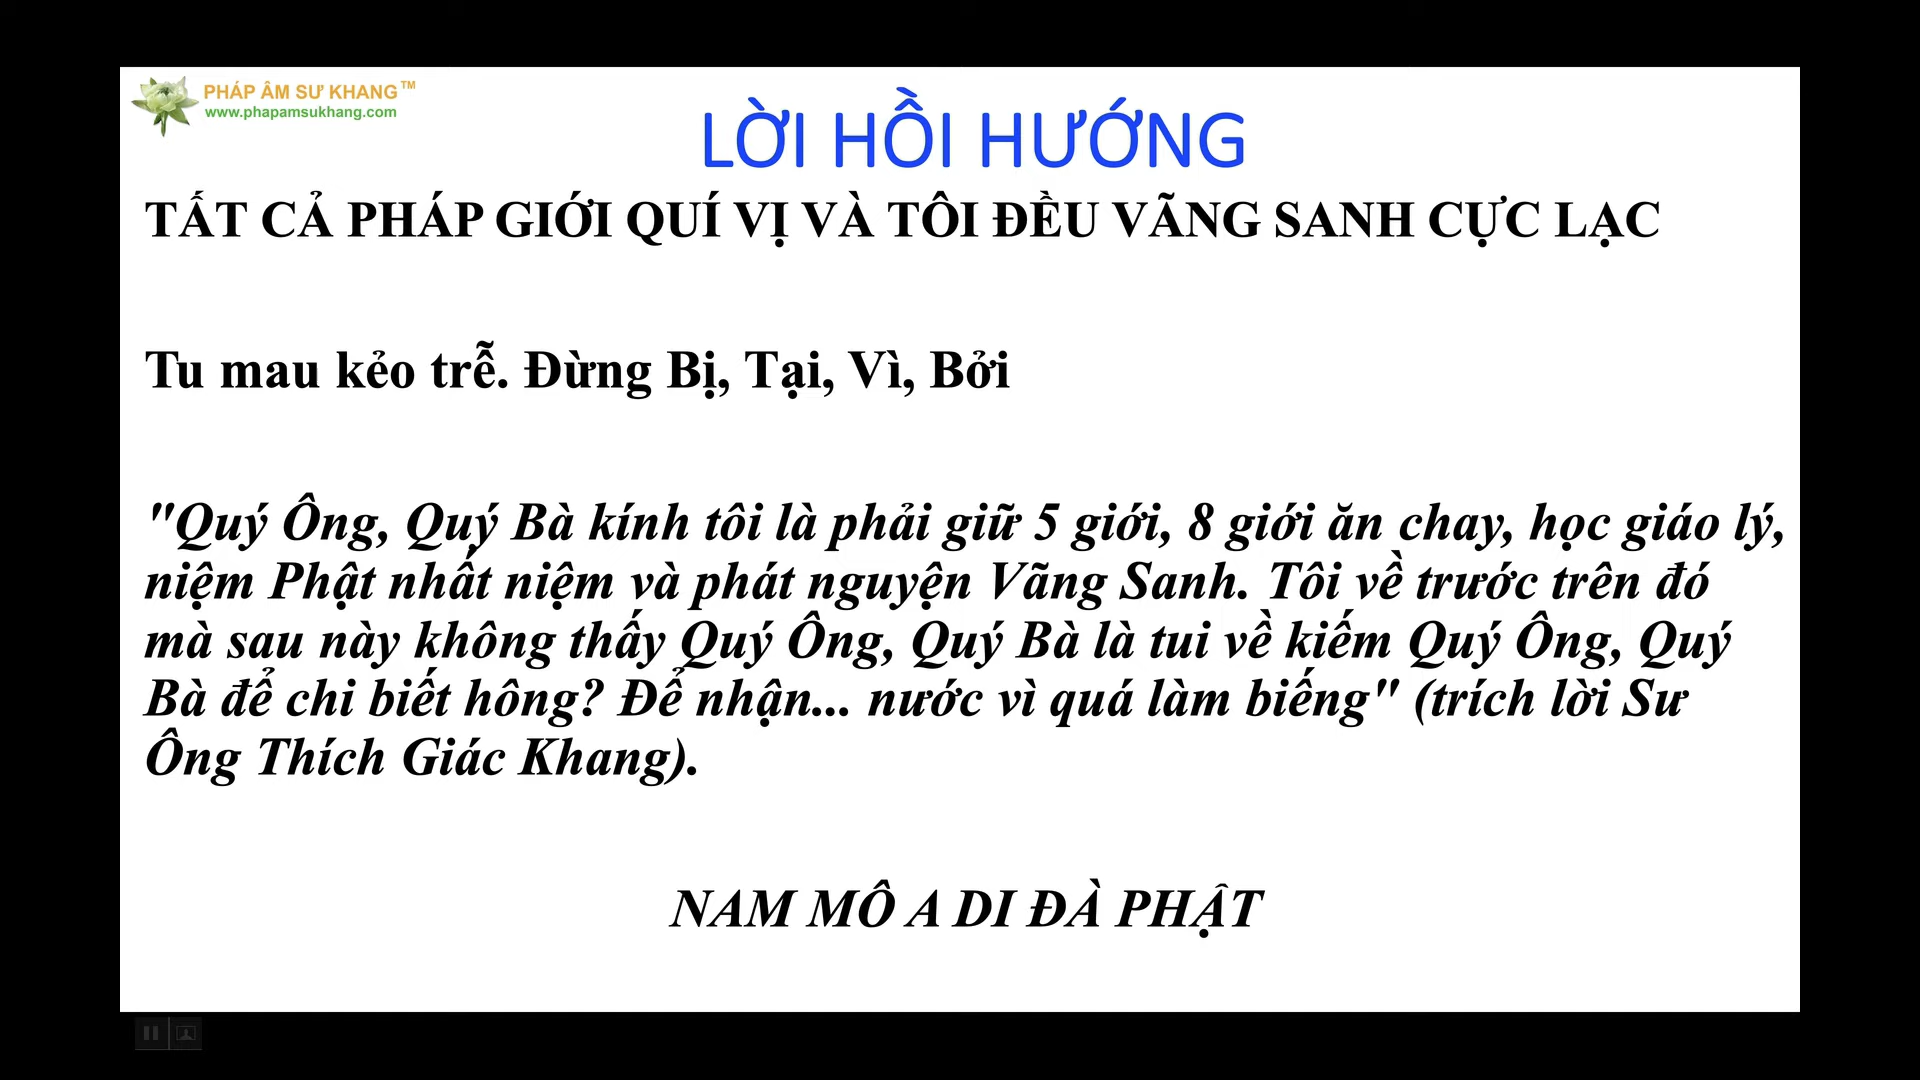 PHÁP ÂM SƯ KHANG™
www.phapamsukhang.com
LỜI HỒI HƯỚNG
TẤT CẢ PHÁP GIỚI QUÍ VỊ VÀ TÔI ĐỀU VÃNG SANH CỰC LẠC
Tu mau kẻo trễ. Đừng Bị, Tại, Vì, Bởi
"Quý Ông, Quý Bà kính tôi là phải giữ 5 giới, 8 giới ăn chay, học giáo lý,
niệm Phật nhất niệm và phát nguyện Vãng Sanh. Tôi về trước trên đó
mà sau này không thấy Quý Ông, Quý Bà là tui về kiếm Quý Ông, Quý
Bà để chi biết hông? Để nhận... nước vì quá làm biếng" (trích lời Sư
Ông Thích Giác Khang).
NAM MÔ A DI ĐÀ PHẬT